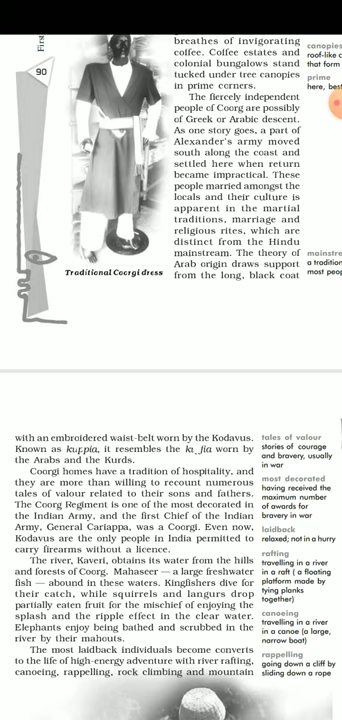 First
90
breathes of invigorating
coffee. Coffee estates and
colonial bungalows stand
tucked under tree canopies
in prime corners.
The fiercely independent
people of Coorg are possibly
of Greek or Arabic descent.
As one story goes, a part of
Alexander's army moved
south along the coast and
settled here when return
became impractical. These
people married amongst the
locals and their culture is
apparent in the martial
traditions, marriage and
religious rites, which are
distinct from the Hindu
mainstream. The theory of
Arab origin draws support
from the long, black coat
Traditional Coorgi dress
canopies
roof-like c
that form
prime
here, best
mainstre
a tradition
most peop
with an embroidered waist-belt worn by the Kodavus.
Known as kuppia, it resembles the kuffia worn by
the Arabs and the Kurds.
Coorgi homes have a tradition of hospitality, and
they are more than willing to recount numerous
tales of valour related to their sons and fathers.
The Coorg Regiment is one of the most decorated in
the Indian Army, and the first Chief of the Indian
Army, General Cariappa, was a Coorgi. Even now,
Kodavus are the only people in India permitted to
carry firearms without a licence.
The river, Kaveri, obtains its water from the hills
and forests of Coorg. Mahaseer — a large freshwater
fish — abound in these waters. Kingfishers dive for
their catch, while squirrels and langurs drop
partially eaten fruit for the mischief of enjoying the
splash and the ripple effect in the clear water.
Elephants enjoy being bathed and scrubbed in the
river by their mahouts.
The most laidback individuals become converts
to the life of high-energy adventure with river rafting,
canoeing, rappelling, rock climbing and mountain
tales of valour
stories of courage
and bravery, usually
in war
most decorated
having received the
maximum number
of awards for
bravery in war
laidback
relaxed; not in a hurry
rafting
travelling in a river
in a raft ( a floating
platform made by
tying planks
together)
canoeing
travelling in a river
in a canoe (a large,
narrow boat)
rappelling
going down a cliff by
sliding down a rope